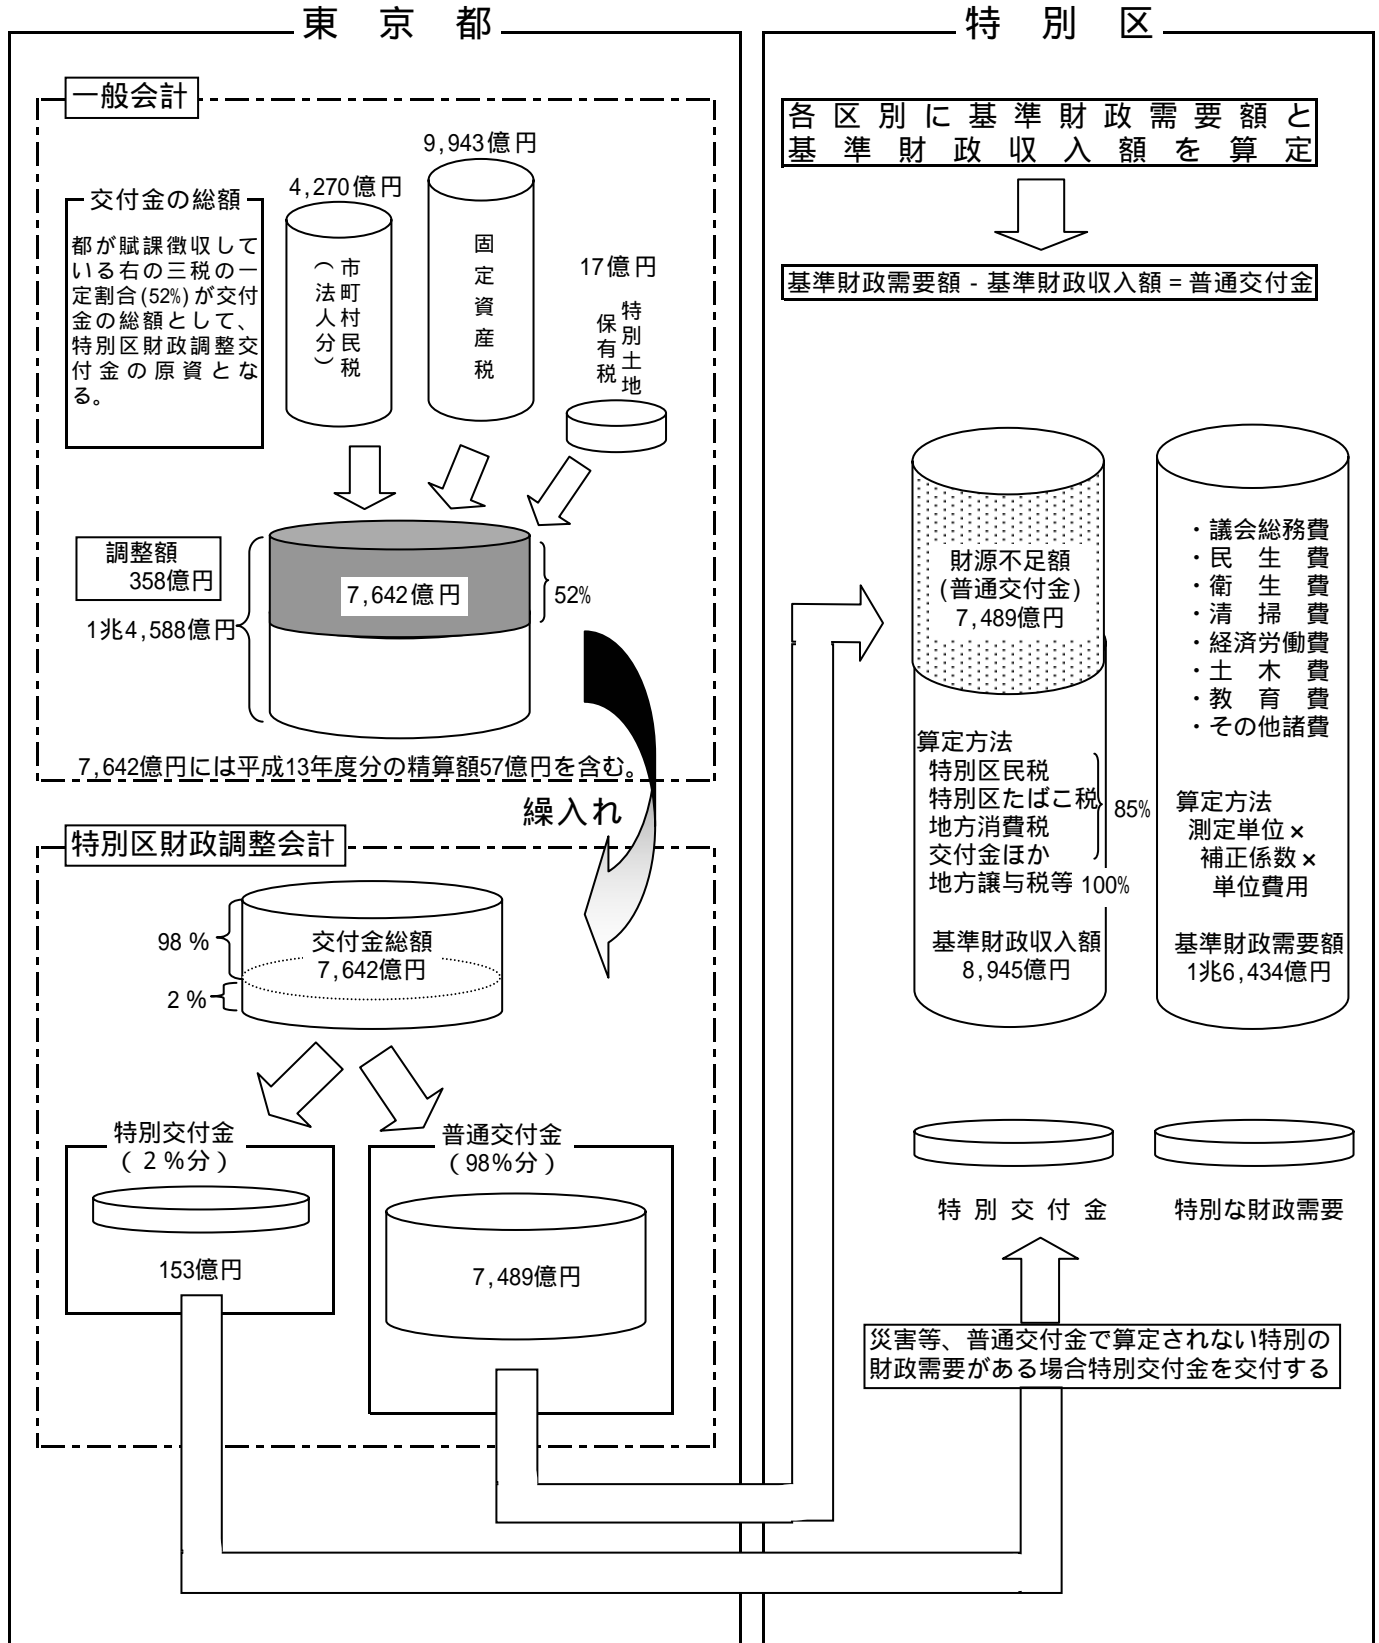 東 京 都
一般会計
交付金の総額
都が賦課徴収して
いる右の三税の一
定割合(52%)が交付
金の総額として、
特別区財政調整交
付金の原資とな
る。
4,270億円
市町村民税
（法人分）
9,943億円
固定資産税
17億円
特別土地
保有税
調整額
358億円
1兆4,588億円
7,642億円
52%
7,642億円には平成13年度分の精算額57億円を含む。
繰入れ
特別区財政調整会計
98 %
2 %
交付金総額
7,642億円
特別交付金
（ 2 %分）
153億円
普通交付金
（98%分）
7,489億円
特 別 区
各区別に基準財政需要額と
基準財政収入額を算定
基準財政需要額 - 基準財政収入額 = 普通交付金
財源不足額
(普通交付金)
7,489億円
算定方法
特別区民税
特別区たばこ税
地方消費税
交付金ほか
85%
地方譲与税等 100%
基準財政収入額
8,945億円
・議会総務費
・民 生 費
・衛 生 費
・清 掃 費
・経済労働費
・土 木 費
・教 育 費
・その他諸費
算定方法
測定単位×
補正係数×
単位費用
基準財政需要額
1兆6,434億円
特 別 交 付 金
特別な財政需要
災害等、普通交付金で算定されない特別の
財政需要がある場合特別交付金を交付する